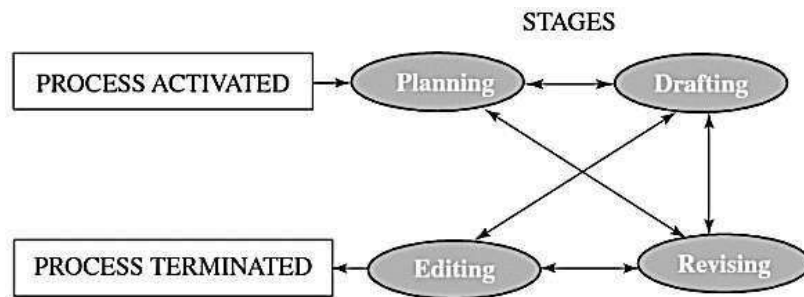 STAGES
PROCESS ACTIVATED
Planning
Drafting
PROCESS TERMINATED
Editing
Revising